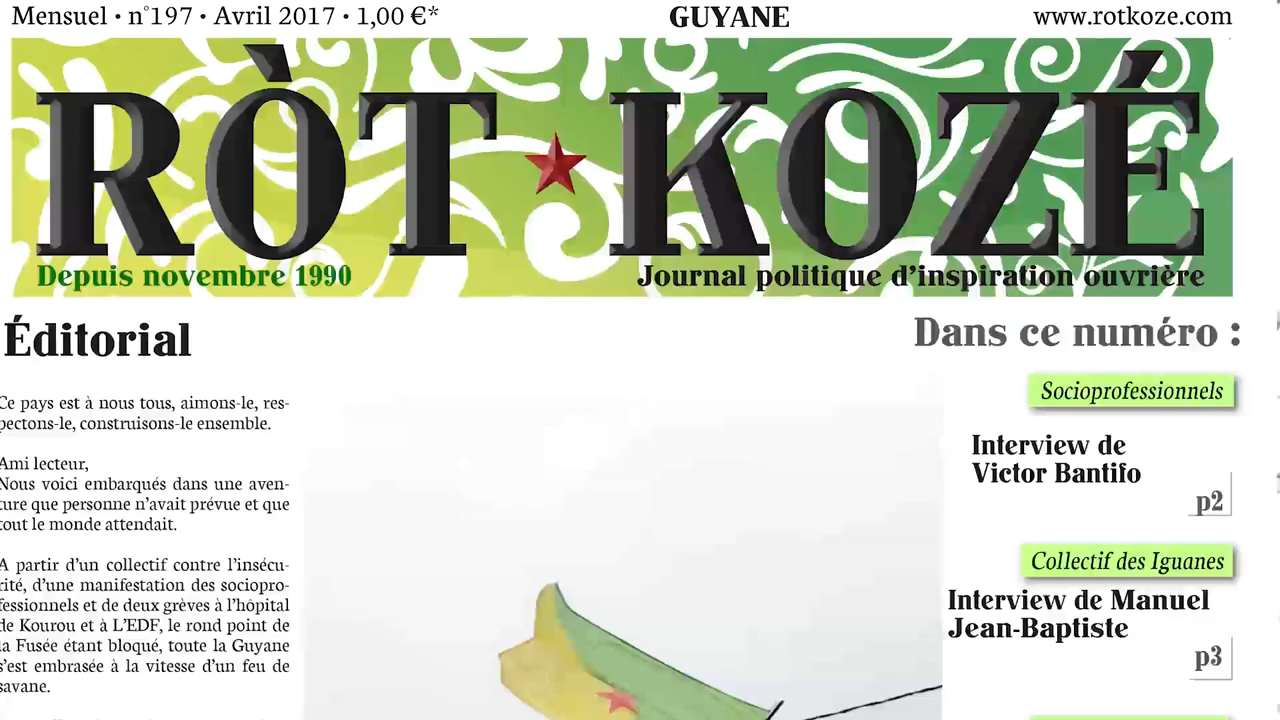 Mensuel • n°197 • Avril 2017 • 1,00 €*
GUYANE
www.rotkoze.com
RÒT KOZÉ
Depuis novembre 1990
Journal politique d'inspiration ouvrière
Éditorial
Ce pays est à nous tous, aimons-le, res-
pectons-le, construisons-le ensemble.
Ami lecteur,
Nous voici embarqués dans une aven-
ture que personne n'avait prévue et que
tout le monde attendait.
A partir d'un collectif contre l'insécu-
rité, d'une manifestation des sociopro-
fessionnels et de deux grèves à l'hôpital
de Kourou et à L'EDF, le rond point de
la Fusée étant bloqué, toute la Guyane
s'est embrasée à la vitesse d'un feu de
savane.
Dans ce numéro :
Socioprofessionnels
Interview de
Victor Bantifo
p2
Collectif des Iguanes
Interview de Manuel
Jean-Baptiste
p3